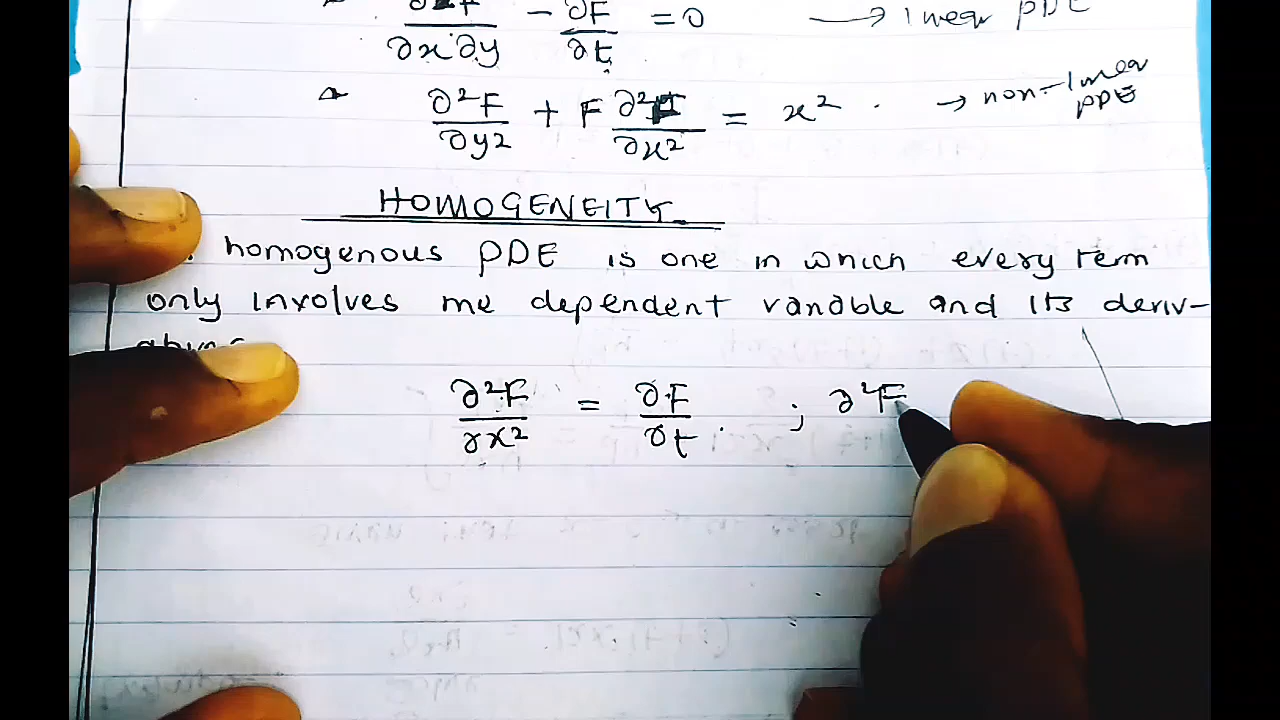 ∂²F/∂x∂y − ∂F/∂t = 0 → linear PDE
∂²F/∂y2 + F ∂²F/∂x² = x² . → non-linear PDE
HOMOGENEITY
homogenous PDE is one in which every term
only involves the dependent variable and its deriv-
∂²F/∂x² = ∂F/∂t . ; ∂²F